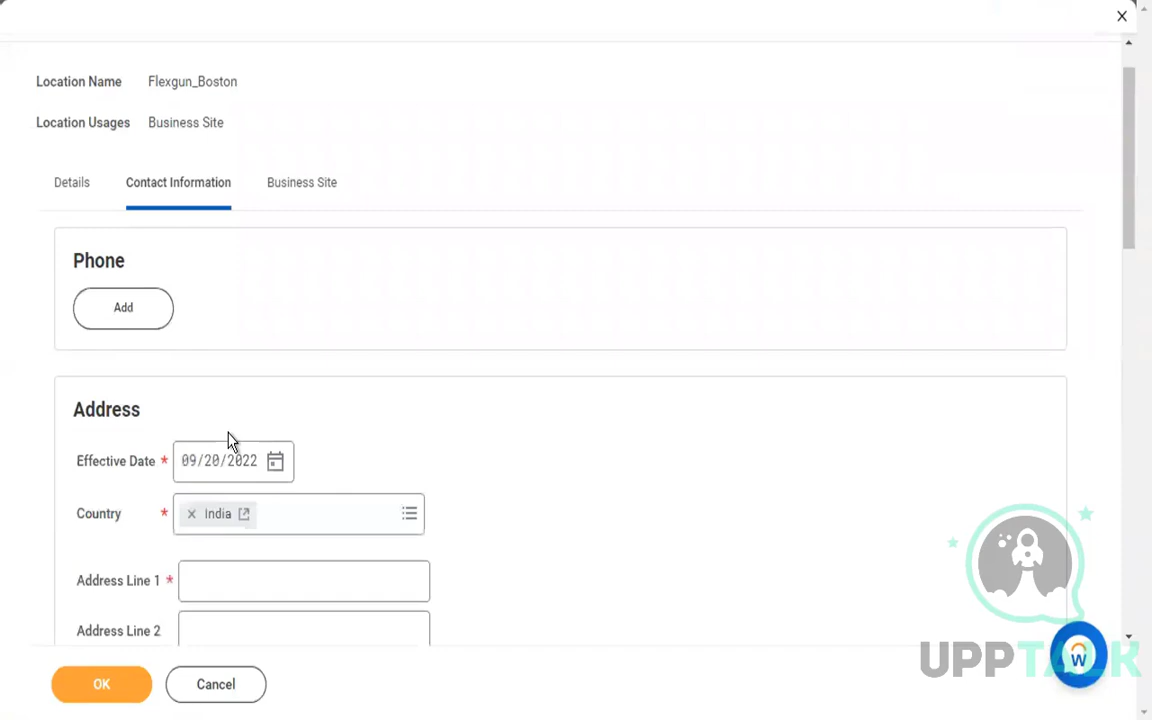 Location Name Flexgun_Boston
Location Usages Business Site
Details Contact Information Business Site
Phone
Add
Address
Effective Date * 09/20/2022
Country * × India
Address Line 1 *
Address Line 2
OK Cancel
UPPTALK
W